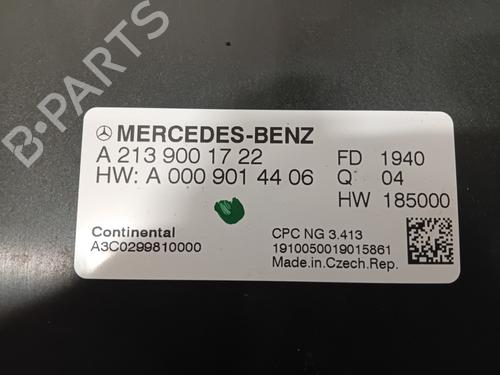 MERCEDES-BENZ
A 213 900 17 22 FD 1940
HW: A 000 901 44 06 Q 04
HW 185000
Continental CPC NG 3.413
A3C0299810000 1910050019015861
Made.in.Czech.Rep.
B-PARTS